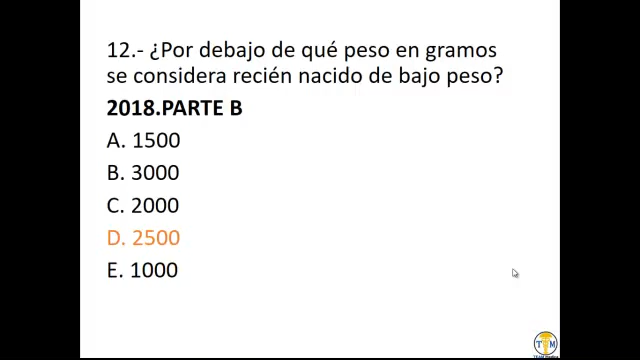 12.- ¿Por debajo de qué peso en gramos
se considera recién nacido de bajo peso?
2018.PARTE B
A. 1500
B. 3000
C. 2000
D. 2500
E. 1000